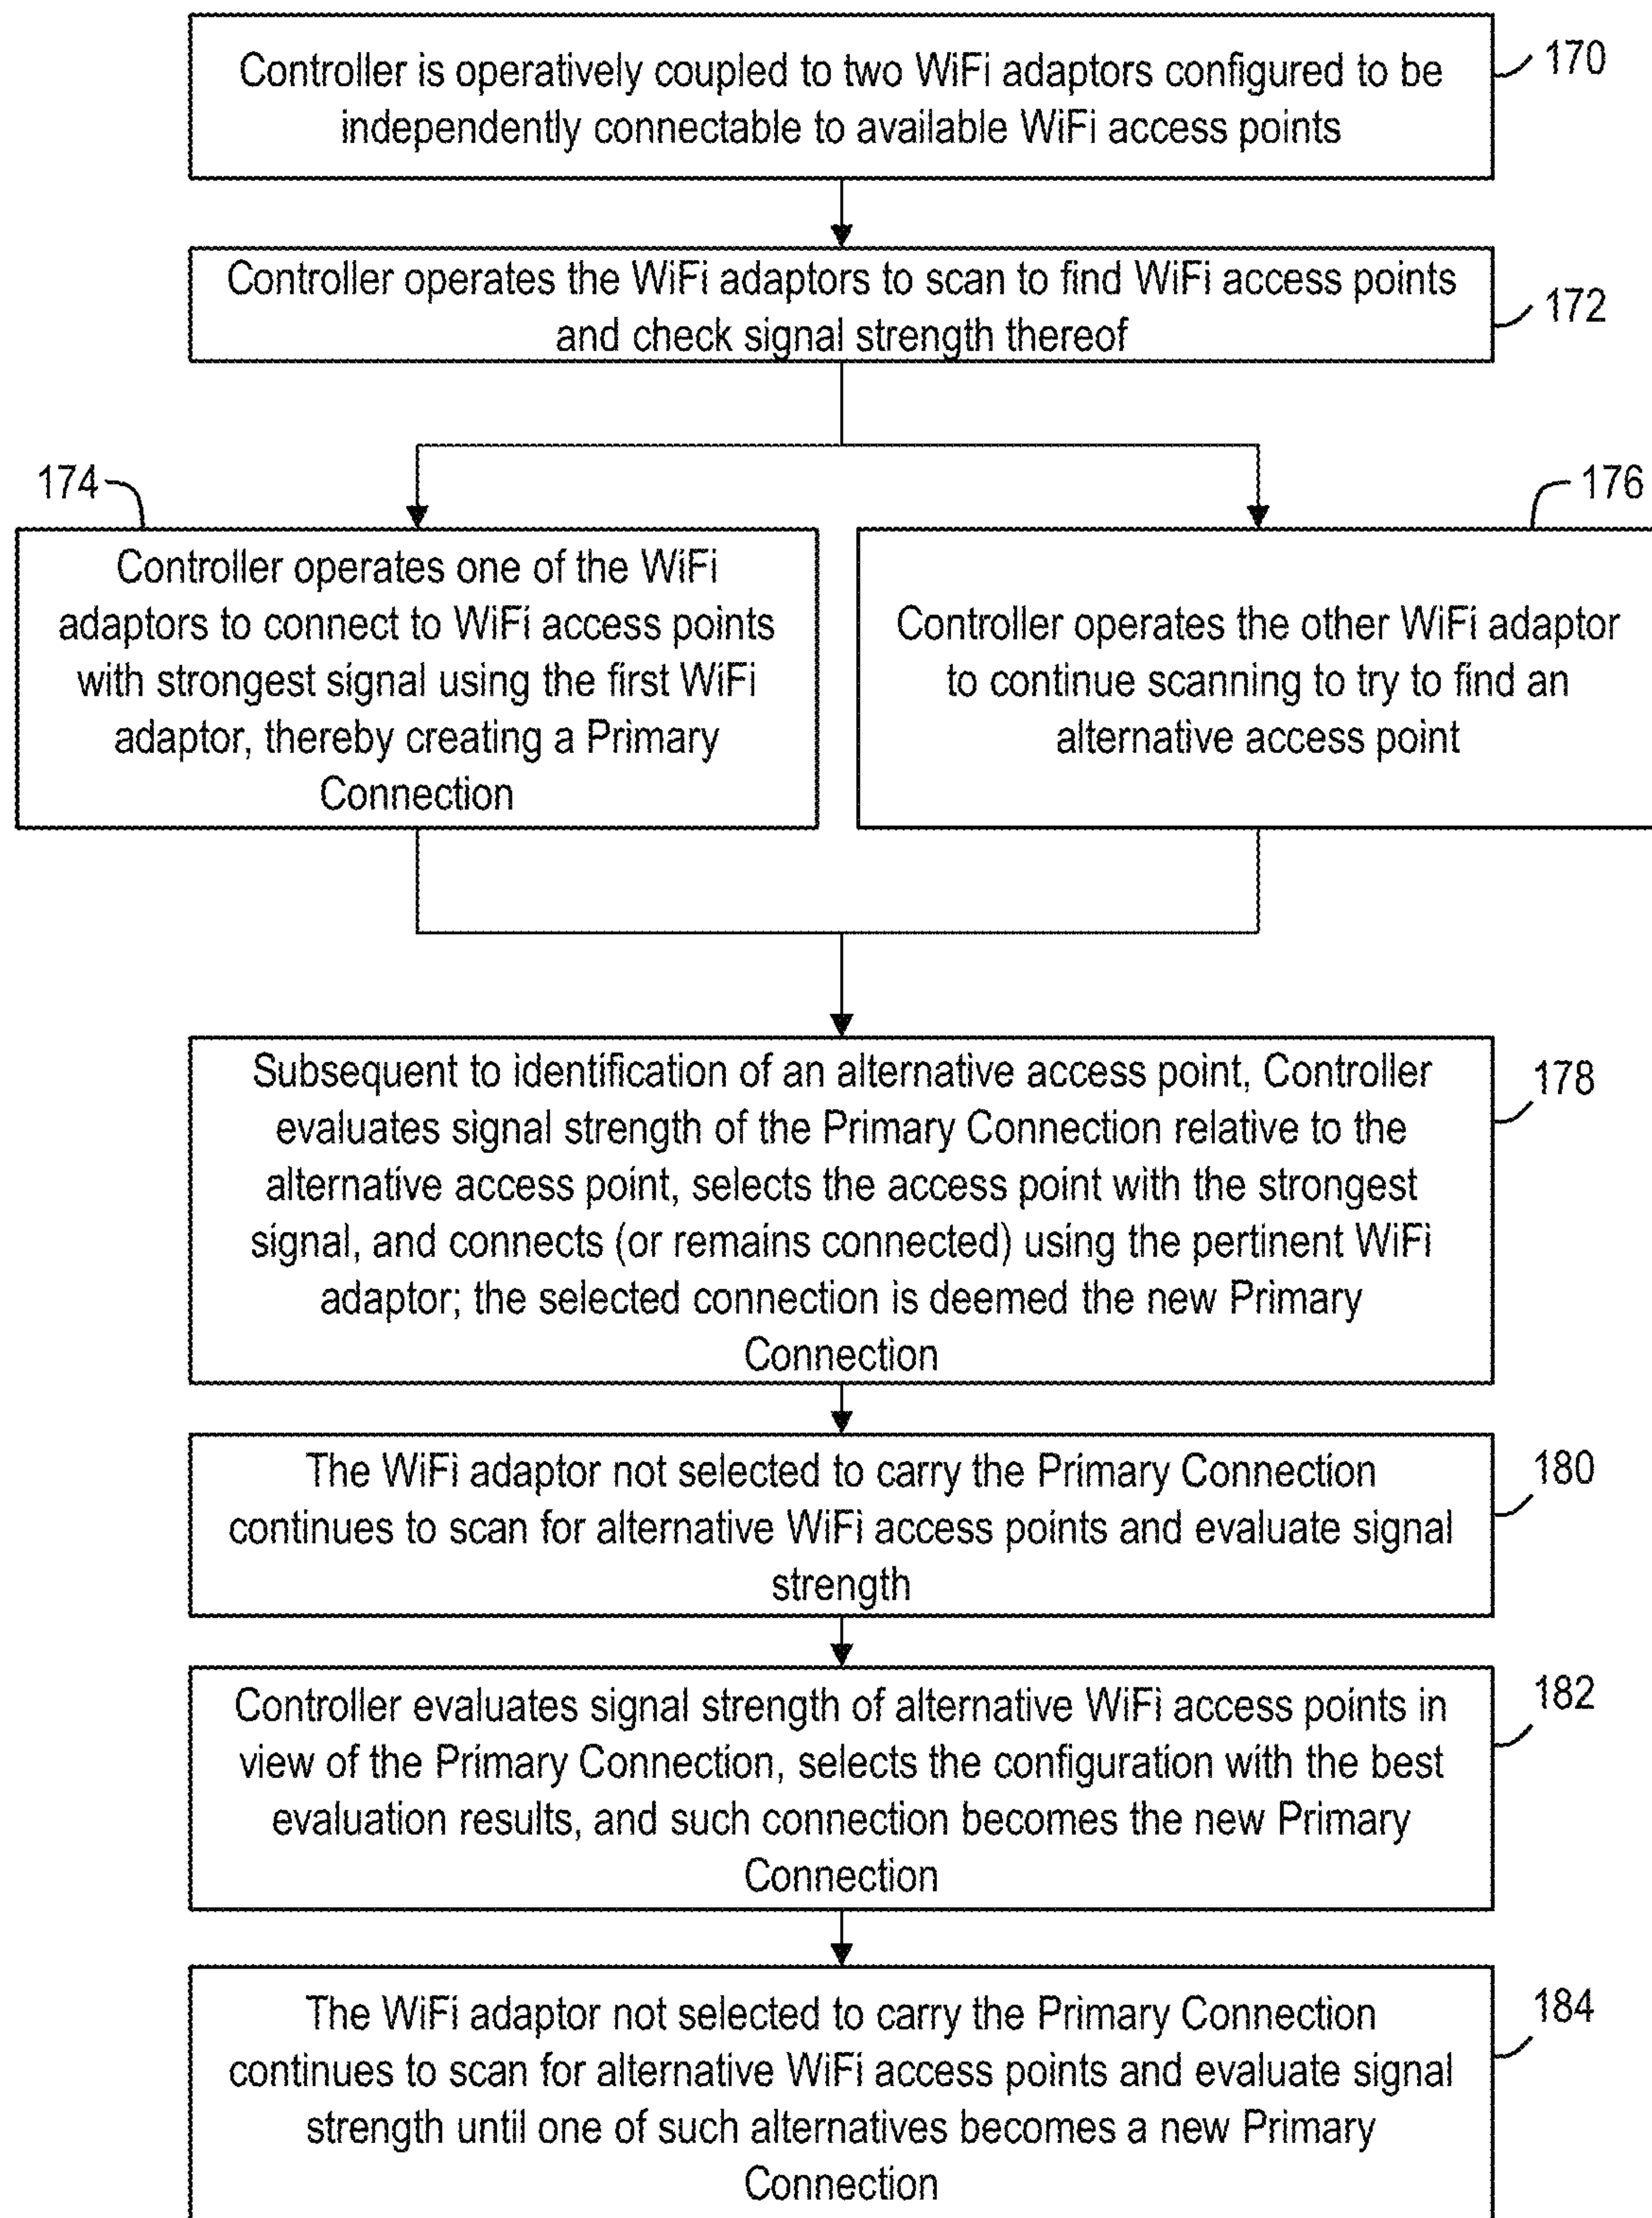 Controller is operatively coupled to two WiFi adaptors configured to be
independently connectable to available WiFi access points
170
Controller operates the WiFi adaptors to scan to find WiFi access points
and check signal strength thereof
172
174
Controller operates one of the WiFi
adaptors to connect to WiFi access points
with strongest signal using the first WiFi
adaptor, thereby creating a Primary
Connection
176
Controller operates the other WiFi adaptor
to continue scanning to try to find an
alternative access point
Subsequent to identification of an alternative access point, Controller
evaluates signal strength of the Primary Connection relative to the
alternative access point, selects the access point with the strongest
signal, and connects (or remains connected) using the pertinent WiFi
adaptor; the selected connection is deemed the new Primary
Connection
178
The WiFi adaptor not selected to carry the Primary Connection
continues to scan for alternative WiFi access points and evaluate signal
strength
180
Controller evaluates signal strength of alternative WiFi access points in
view of the Primary Connection, selects the configuration with the best
evaluation results, and such connection becomes the new Primary
Connection
182
The WiFi adaptor not selected to carry the Primary Connection
continues to scan for alternative WiFi access points and evaluate signal
strength until one of such alternatives becomes a new Primary
Connection
184